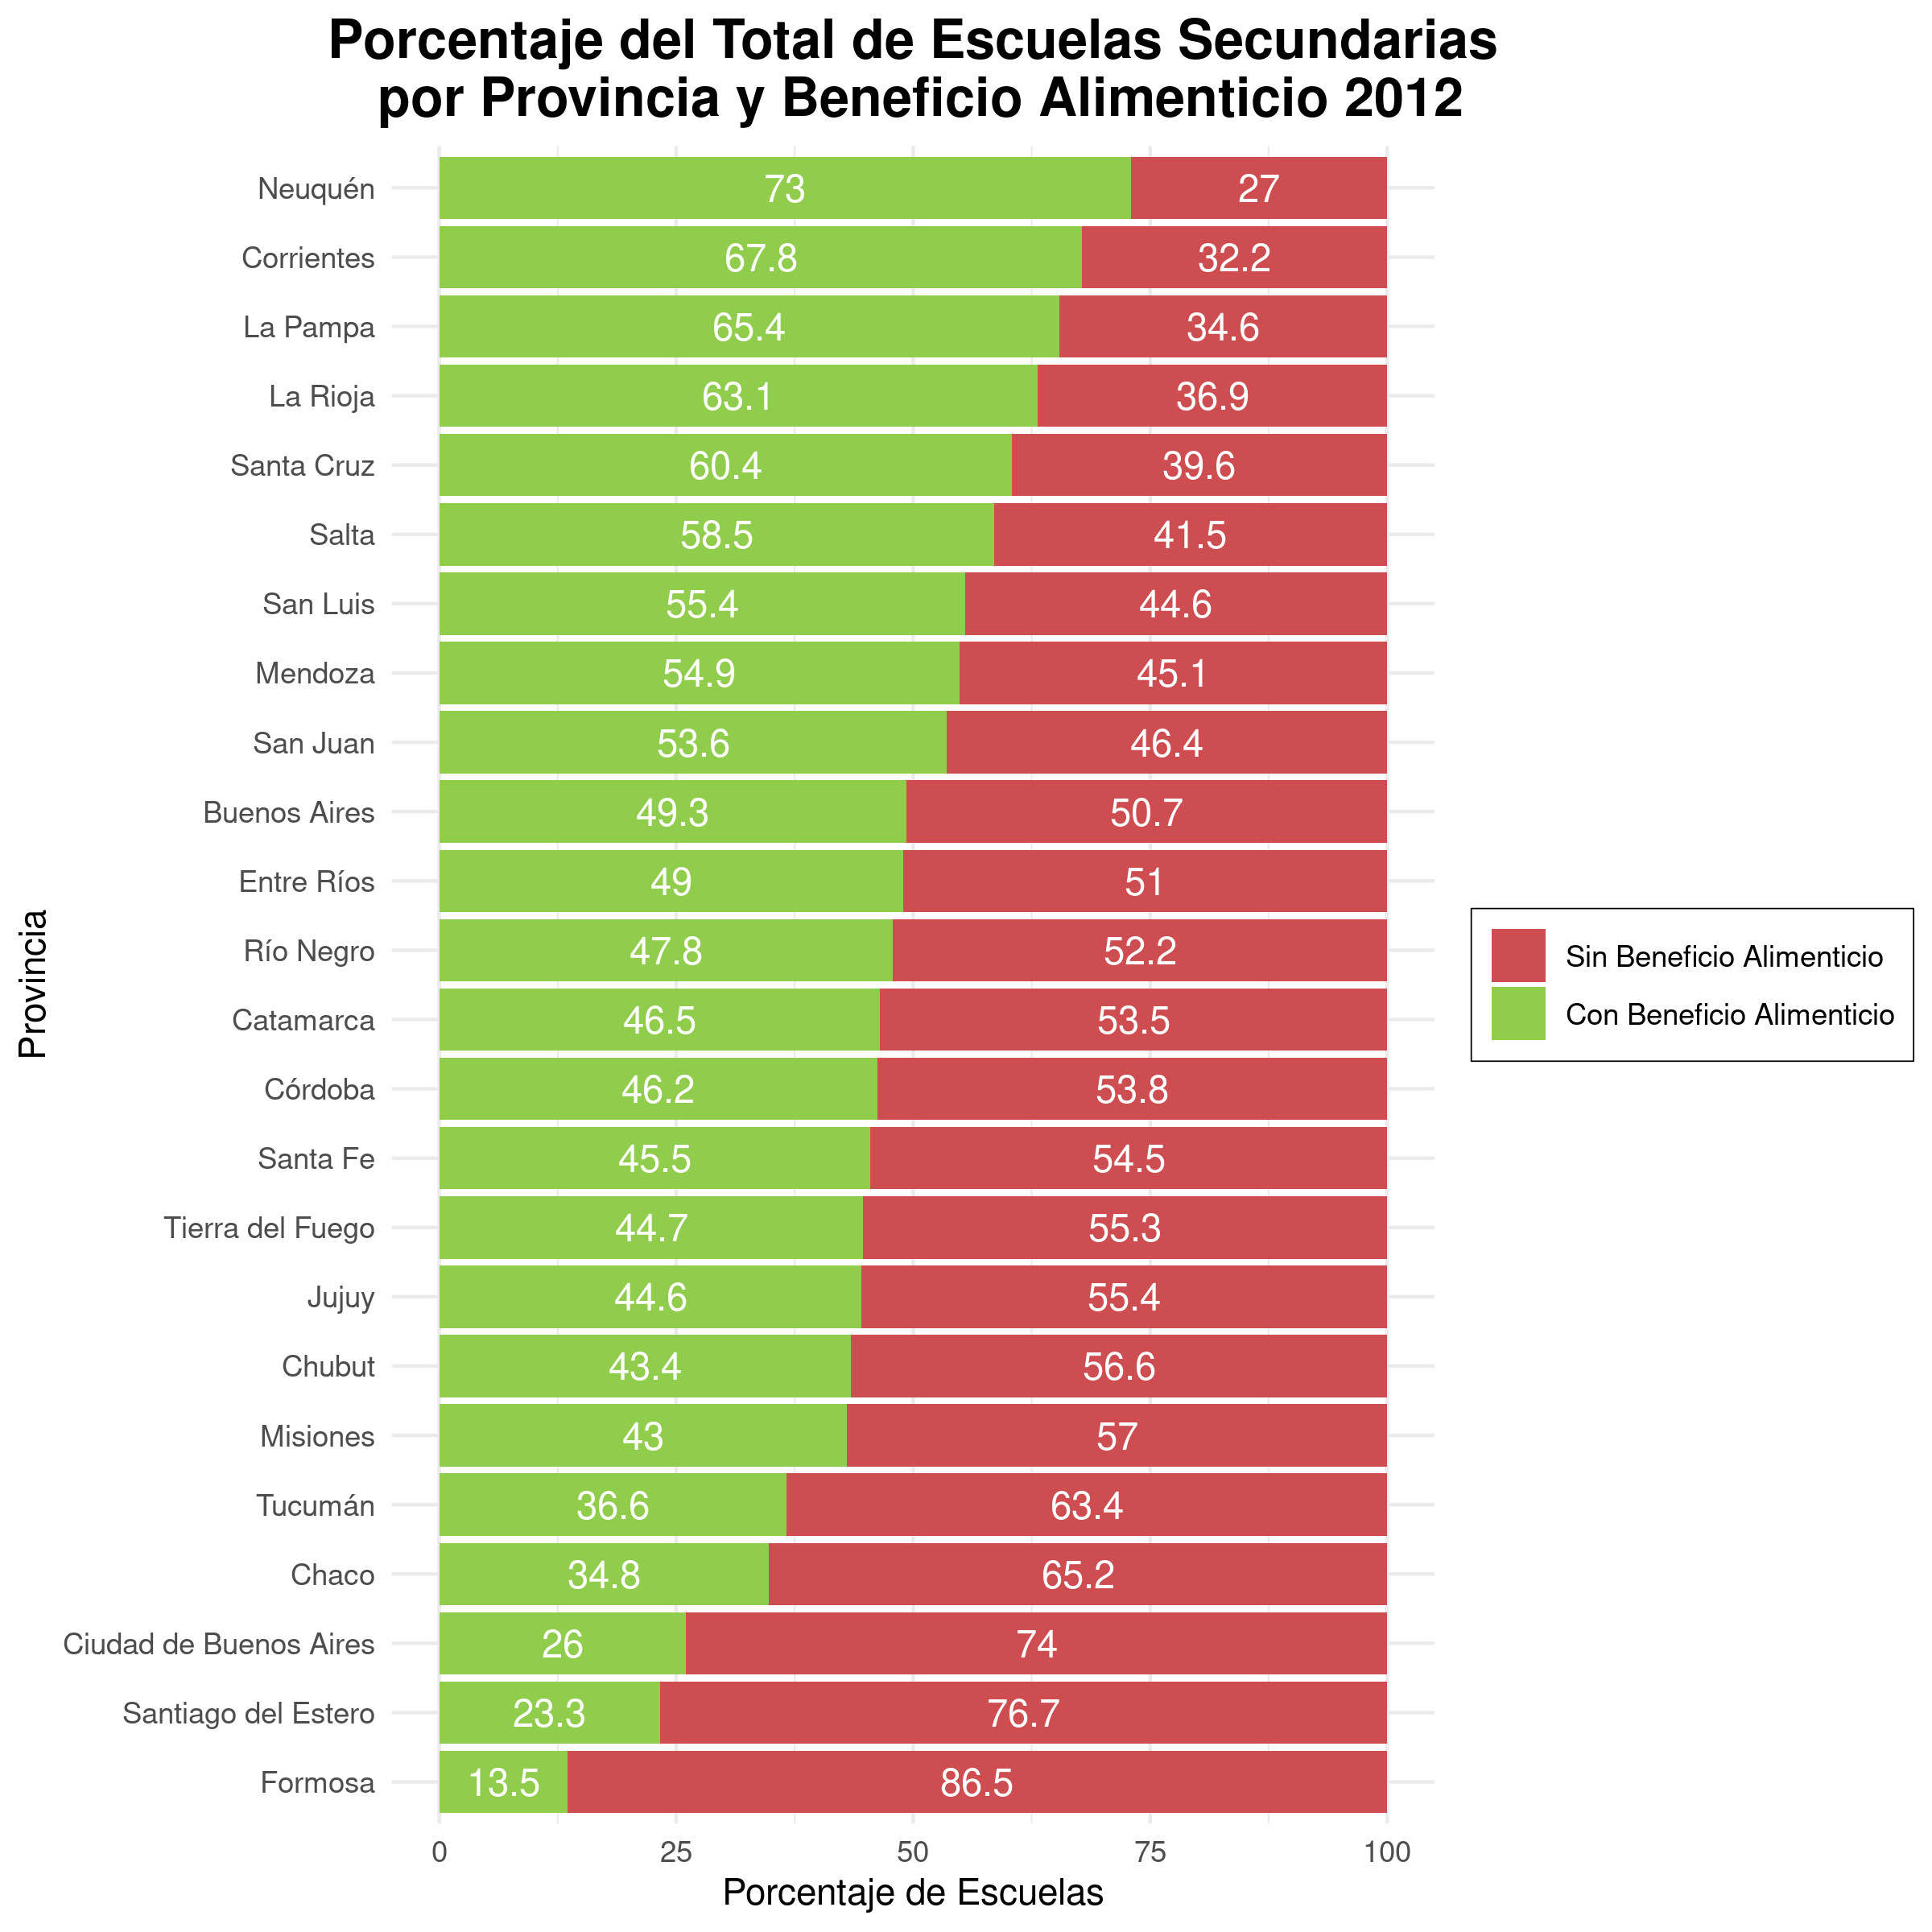 Porcentaje del Total de Escuelas Secundarias
por Provincia y Beneficio Alimenticio 2012
Provincia
Neuquén 73 27
Corrientes 67.8 32.2
La Pampa 65.4 34.6
La Rioja 63.1 36.9
Santa Cruz 60.4 39.6
Salta 58.5 41.5
San Luis 55.4 44.6
Mendoza 54.9 45.1
San Juan 53.6 46.4
Buenos Aires 49.3 50.7
Entre Ríos 49 51
Río Negro 47.8 52.2
Catamarca 46.5 53.5
Córdoba 46.2 53.8
Santa Fe 45.5 54.5
Tierra del Fuego 44.7 55.3
Jujuy 44.6 55.4
Chubut 43.4 56.6
Misiones 43 57
Tucumán 36.6 63.4
Chaco 34.8 65.2
Ciudad de Buenos Aires 26 74
Santiago del Estero 23.3 76.7
Formosa 13.5 86.5
0 25 50 75 100
Porcentaje de Escuelas
Sin Beneficio Alimenticio
Con Beneficio Alimenticio